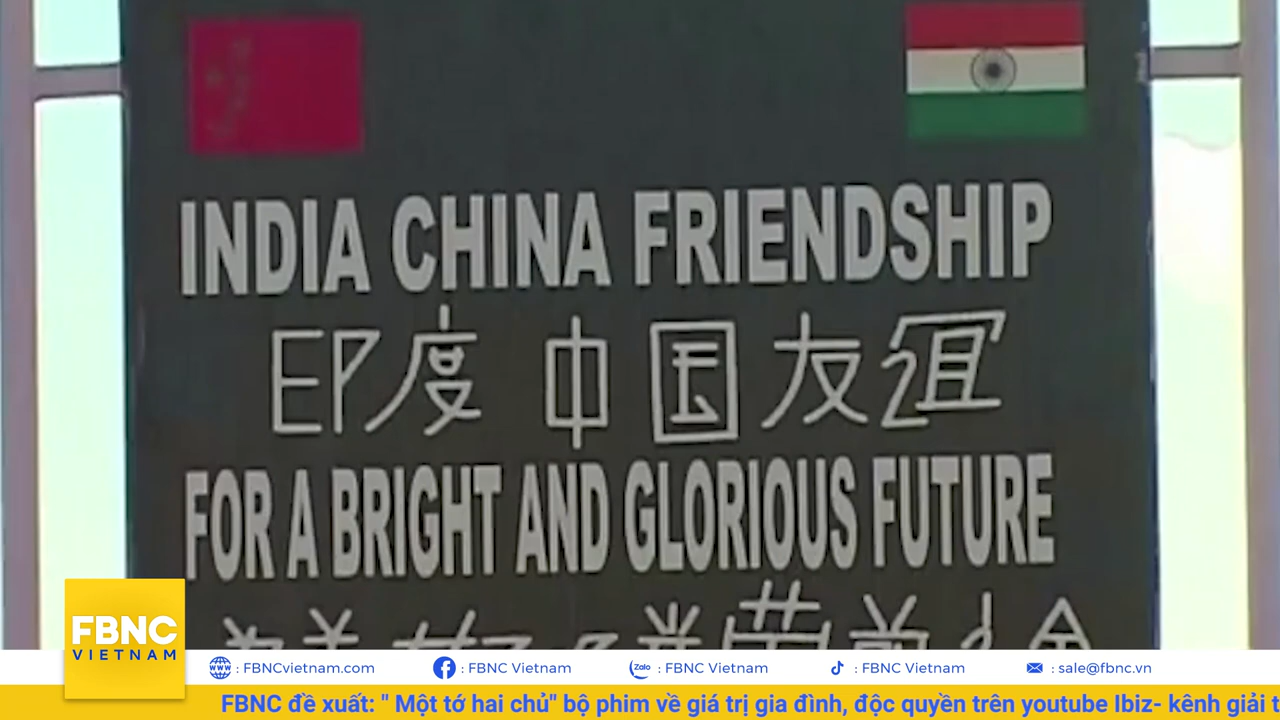 INDIA CHINA FRIENDSHIP
印度 中国 友谊
FOR A BRIGHT AND GLORIOUS FUTURE
FBNC
VIETNAM
: FBNCvietnam.com
: FBNC Vietnam
Zalo : FBNC Vietnam
: FBNC Vietnam
: sale@fbnc.vn
FBNC đề xuất: " Một tớ hai chủ" bộ phim về giá trị gia đình, độc quyền trên youtube Ibiz- kênh giải t